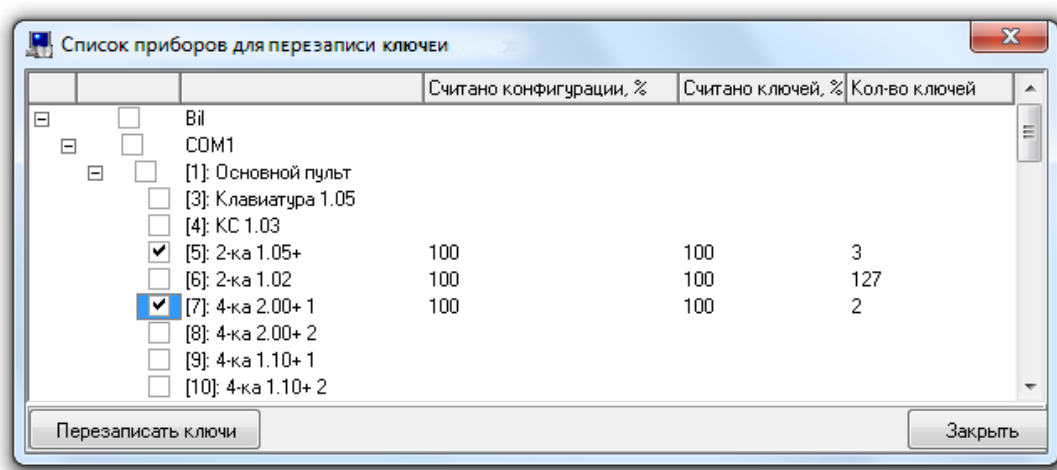 Список приборов для перезаписи ключей
Считано конфигурации, % Считано ключей, % Кол-во ключей
Bil
COM1
[1]: Основной пульт
[3]: Клавиатура 1.05
[4]: КС 1.03
[5]: 2-ка 1.05+ 100 100 3
[6]: 2-ка 1.02 100 100 127
[7]: 4-ка 2.00+ 1 100 100 2
[8]: 4-ка 2.00+ 2
[9]: 4-ка 1.10+ 1
[10]: 4-ка 1.10+ 2
Перезаписать ключи Закрыть